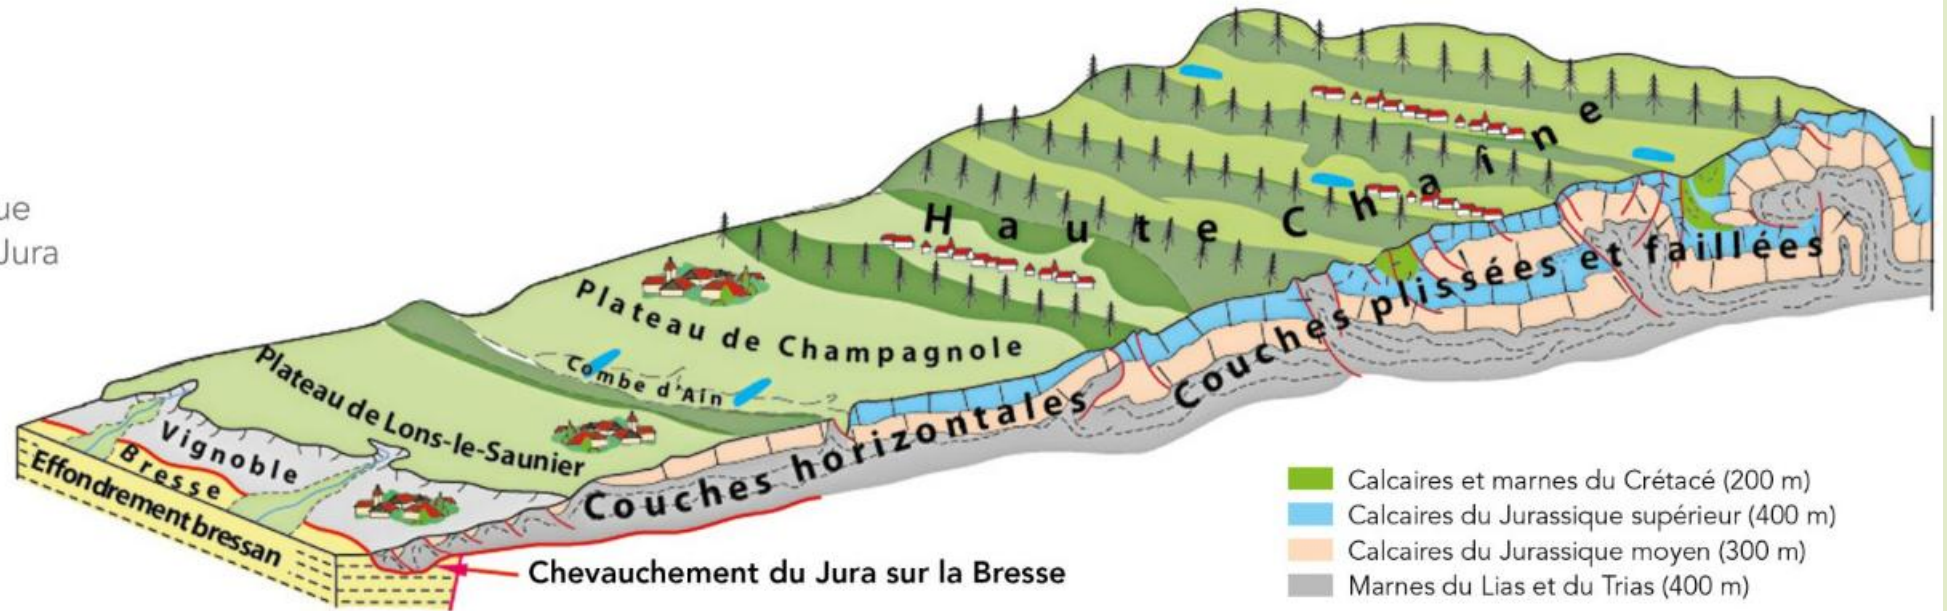 Jura
Haute Chaîne
Plateau de Champagnole
Combe d'Ain
Plateau de Lons-le-Saunier
Vignoble
Bresse
Effondrement bressan
Couches horizontales
Couches plissées et faillées
Chevauchement du Jura sur la Bresse
Calcaires et marnes du Crétacé (200 m)
Calcaires du Jurassique supérieur (400 m)
Calcaires du Jurassique moyen (300 m)
Marnes du Lias et du Trias (400 m)